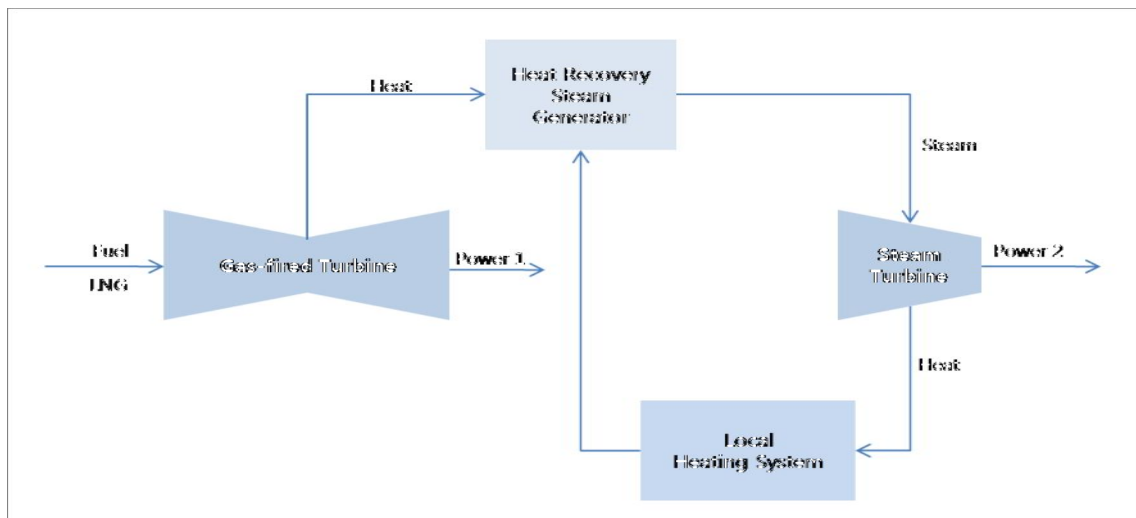 Heat Recovery
Steam
Generator
Heat
Steam
Fuel
LNG
Gas-fired Turbine
Power 1
Steam
Turbine
Power 2
Heat
Local
Heating System